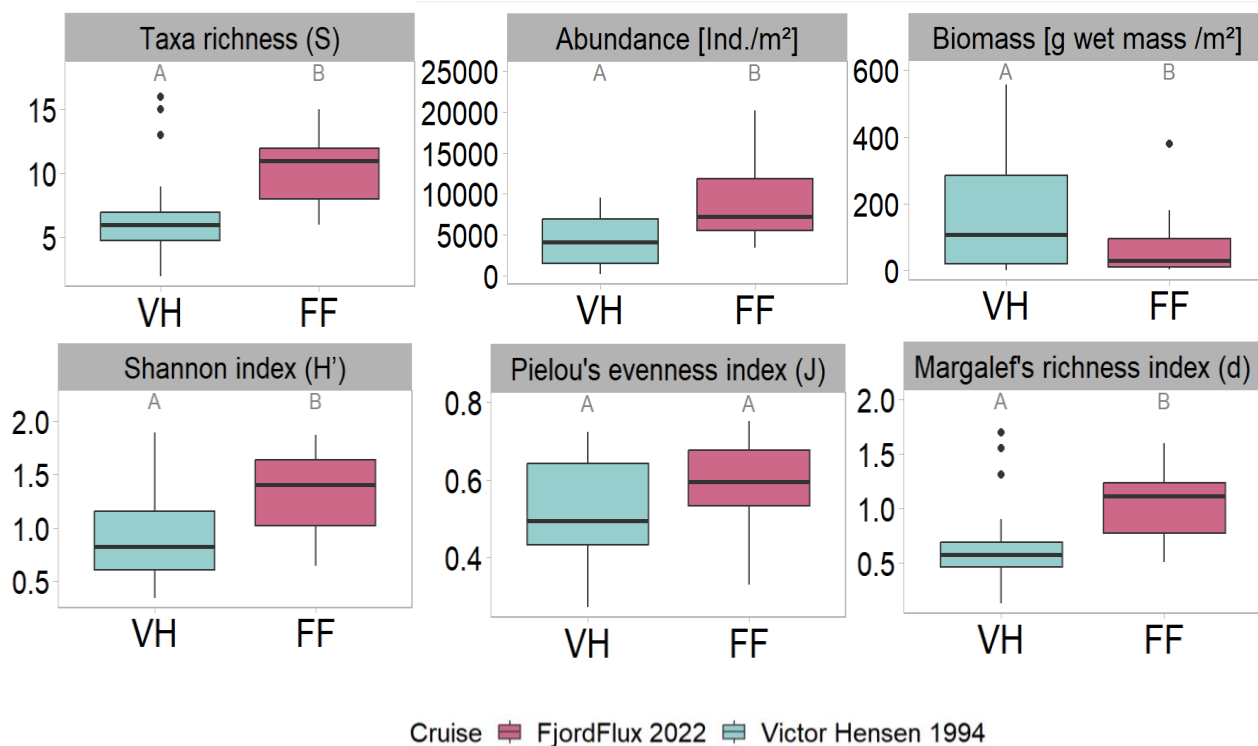 Taxa richness (S)
A B
15
10
5
VH FF
Abundance [Ind./m²]
A B
25000
20000
15000
10000
5000
0
VH FF
Biomass [g wet mass /m²]
A B
600
400
200
0
VH FF
Shannon index (H’)
A B
2.0
1.5
1.0
0.5
VH FF
Pielou's evenness index (J)
A A
0.8
0.6
0.4
VH FF
Margalef's richness index (d)
A B
2.0
1.5
1.0
0.5
VH FF
Cruise FjordFlux 2022 Victor Hensen 1994